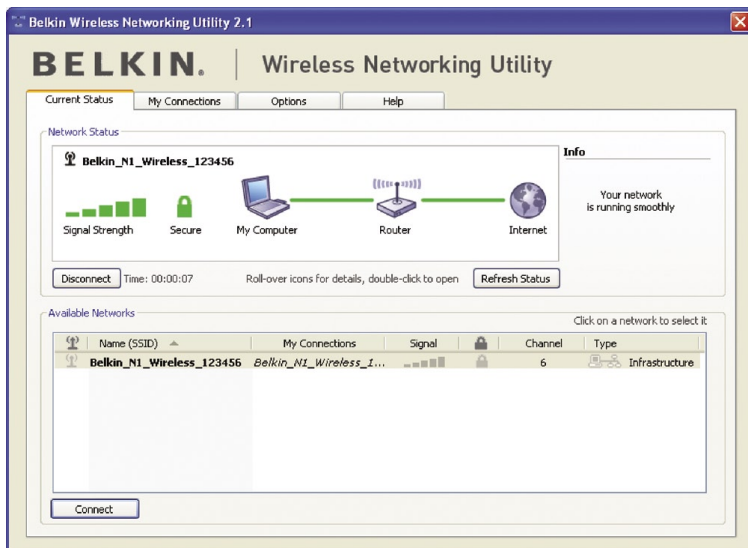 Belkin Wireless Networking Utility 2.1
BELKIN® | Wireless Networking Utility
Current Status My Connections Options Help
Network Status
Belkin_N1_Wireless_123456
Signal Strength Secure My Computer Router Internet
Info
Your network
is running smoothly
Disconnect Time: 00:00:07 Roll-over icons for details, double-click to open Refresh Status
Available Networks
Click on a network to select it
Name (SSID) My Connections Signal Channel Type
Belkin_N1_Wireless_123456 Belkin_N1_Wireless_1... 6 Infrastructure
Connect